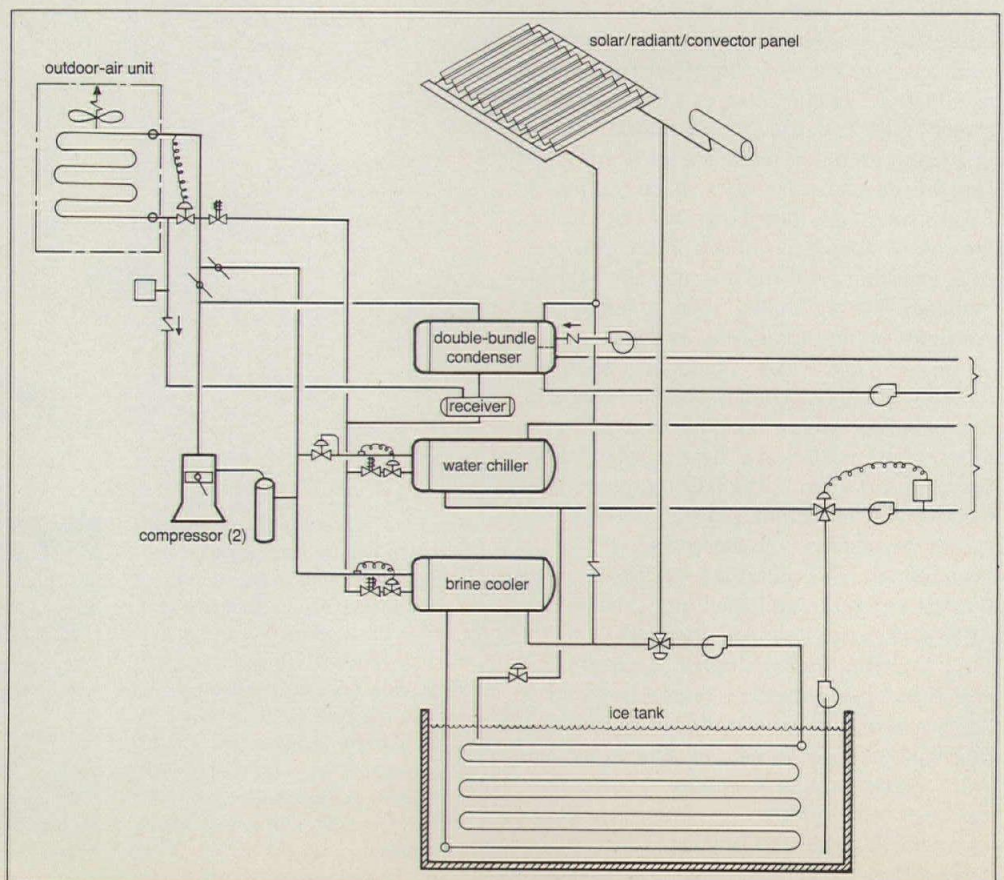 solar/radiant/convector panel
outdoor-air unit
double-bundle
condenser
receiver
water chiller
compressor (2)
brine cooler
ice tank